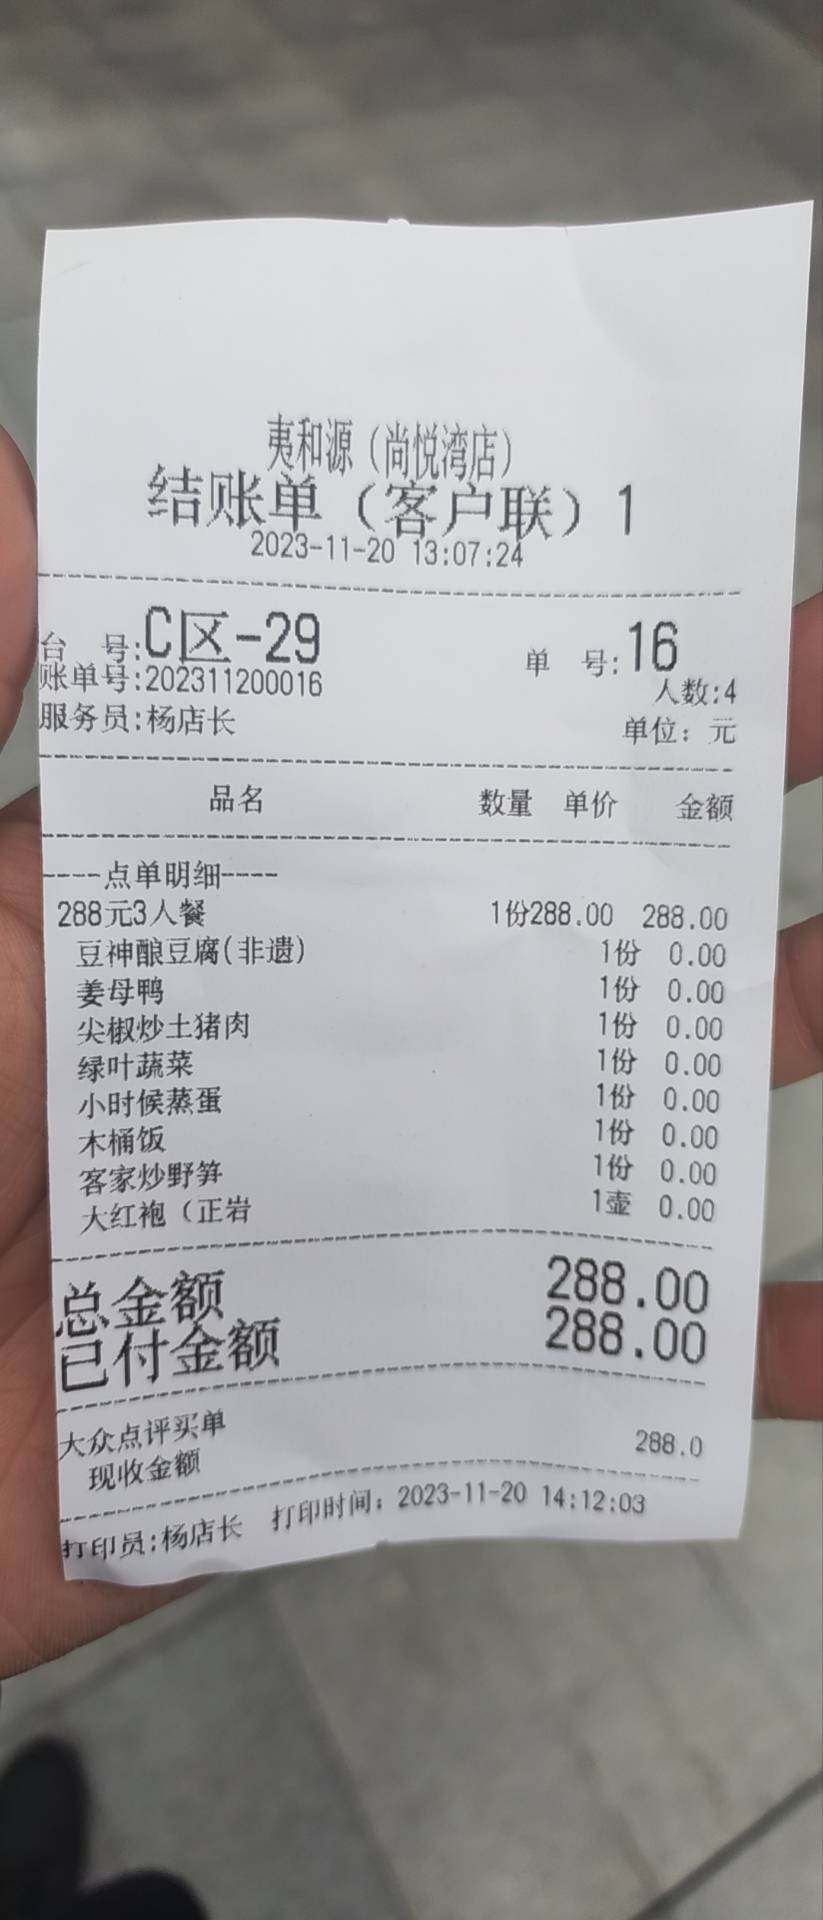 夷和源（尚悦湾店）
结账单（客户联）1
2023-11-20 13:07:24
台 号:C区-29 单 号:16
账单号:202311200016 人数:4
服务员:杨店长 单位：元
品名 数量 单价 金额
----点单明细----
288元3人餐 1份288.00 288.00
豆神酿豆腐(非遗) 1份 0.00
姜母鸭 1份 0.00
尖椒炒土猪肉 1份 0.00
绿叶蔬菜 1份 0.00
小时候蒸蛋 1份 0.00
木桶饭 1份 0.00
客家炒野笋 1份 0.00
大红袍（正岩 1壶 0.00
总金额 288.00
已付金额 288.00
大众点评买单 288.0
现收金额
打印员:杨店长 打印时间：2023-11-20 14:12:03